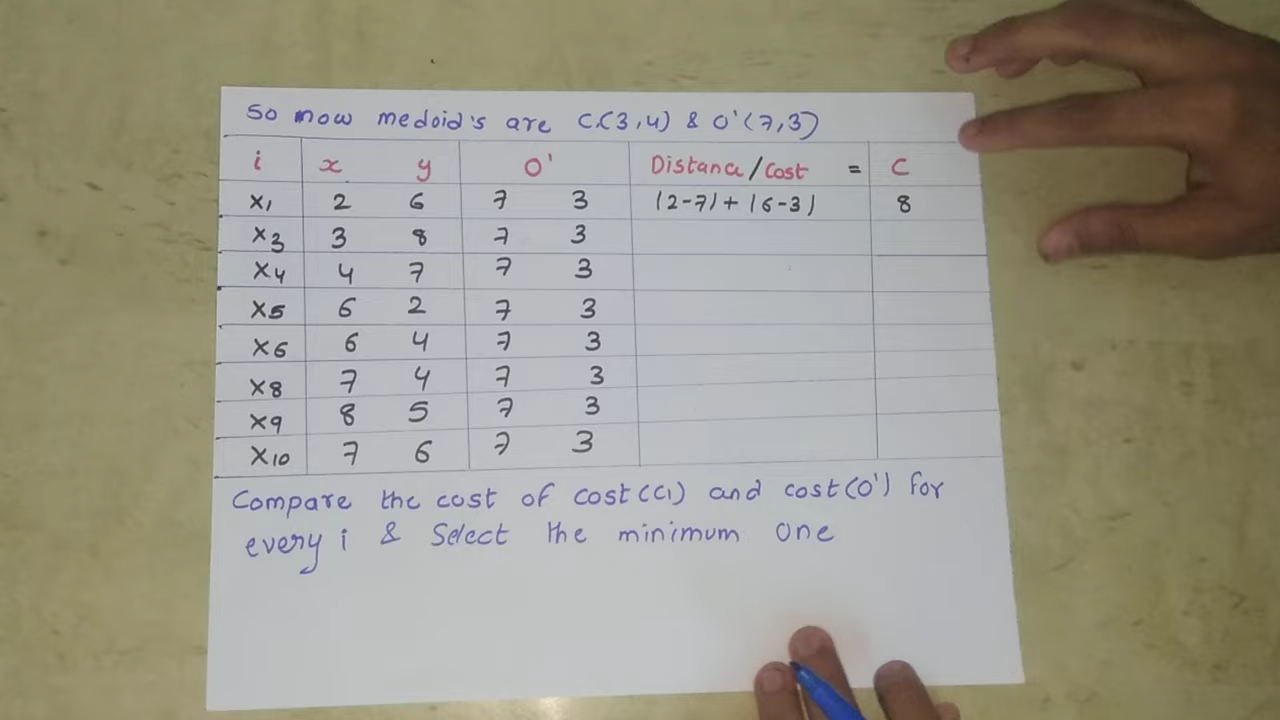 So now medoid's are C(3,4) & O'(7,3)
i x y O' Distance/Cost = C
X1 2 6 7 3 |2-7|+|6-3| 8
X3 3 8 7 3
X4 4 7 7 3
X5 6 2 7 3
X6 6 4 7 3
X8 7 4 7 3
X9 8 5 7 3
X10 7 6 7 3
Compare the cost of cost(C1) and cost(O') for
every i & Select the minimum one